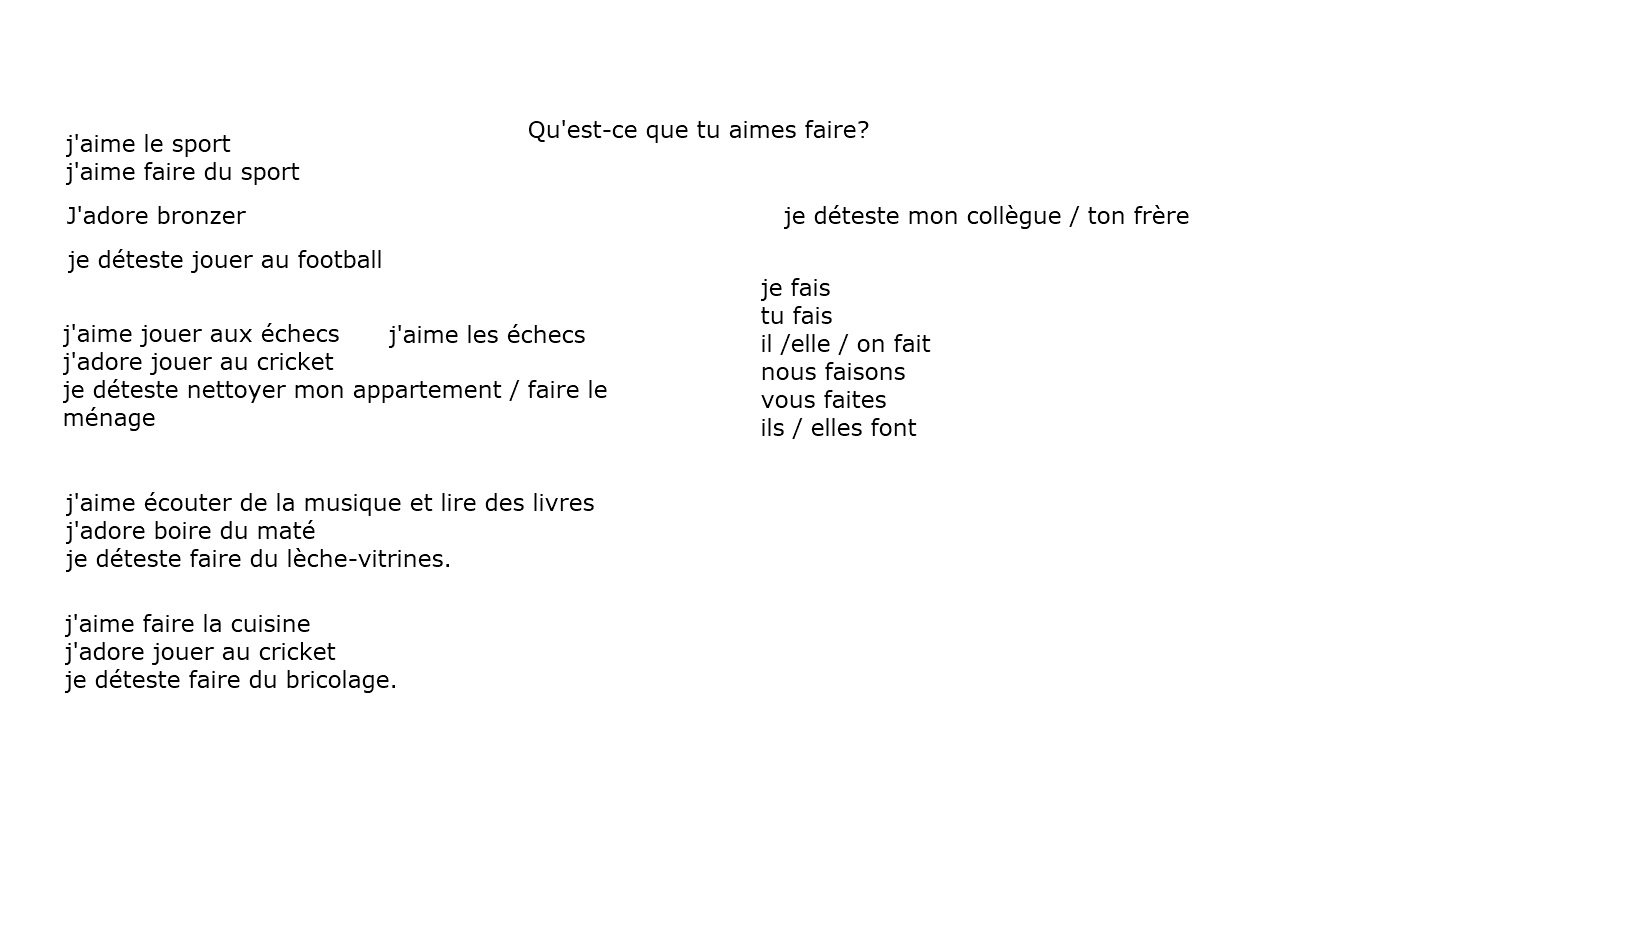 Qu'est-ce que tu aimes faire?
j'aime le sport
j'aime faire du sport
J'adore bronzer
je déteste mon collègue / ton frère
je déteste jouer au football
j'aime jouer aux échecs
j'aime les échecs
j'adore jouer au cricket
je déteste nettoyer mon appartement / faire le
ménage
je fais
tu fais
il /elle / on fait
nous faisons
vous faites
ils / elles font
j'aime écouter de la musique et lire des livres
j'adore boire du maté
je déteste faire du lèche-vitrines.
j'aime faire la cuisine
j'adore jouer au cricket
je déteste faire du bricolage.